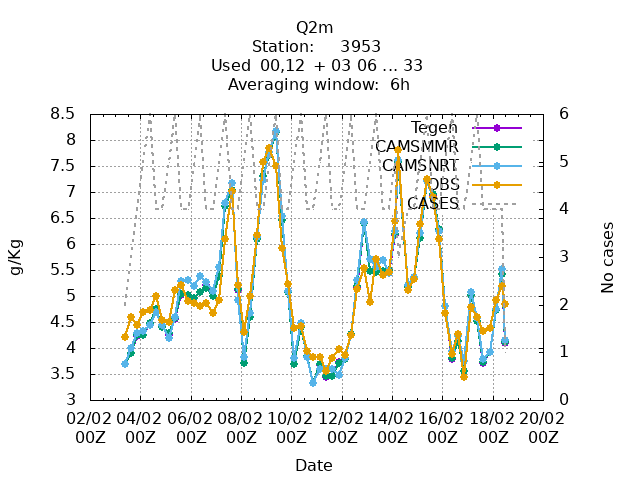 Q2m
Station: 3953
Used 00,12 + 03 06 ... 33
Averaging window: 6h
8.5
8
7.5
7
6.5
6
5.5
5
4.5
4
3.5
3
g/Kg
6
5
4
3
2
1
0
No cases
Tegen
CAMSMMR
CAMSNRT
OBS
CASES
02/02 04/02 06/02 08/02 10/02 12/02 14/02 16/02 18/02 20/02
00Z 00Z 00Z 00Z 00Z 00Z 00Z 00Z 00Z 00Z
Date